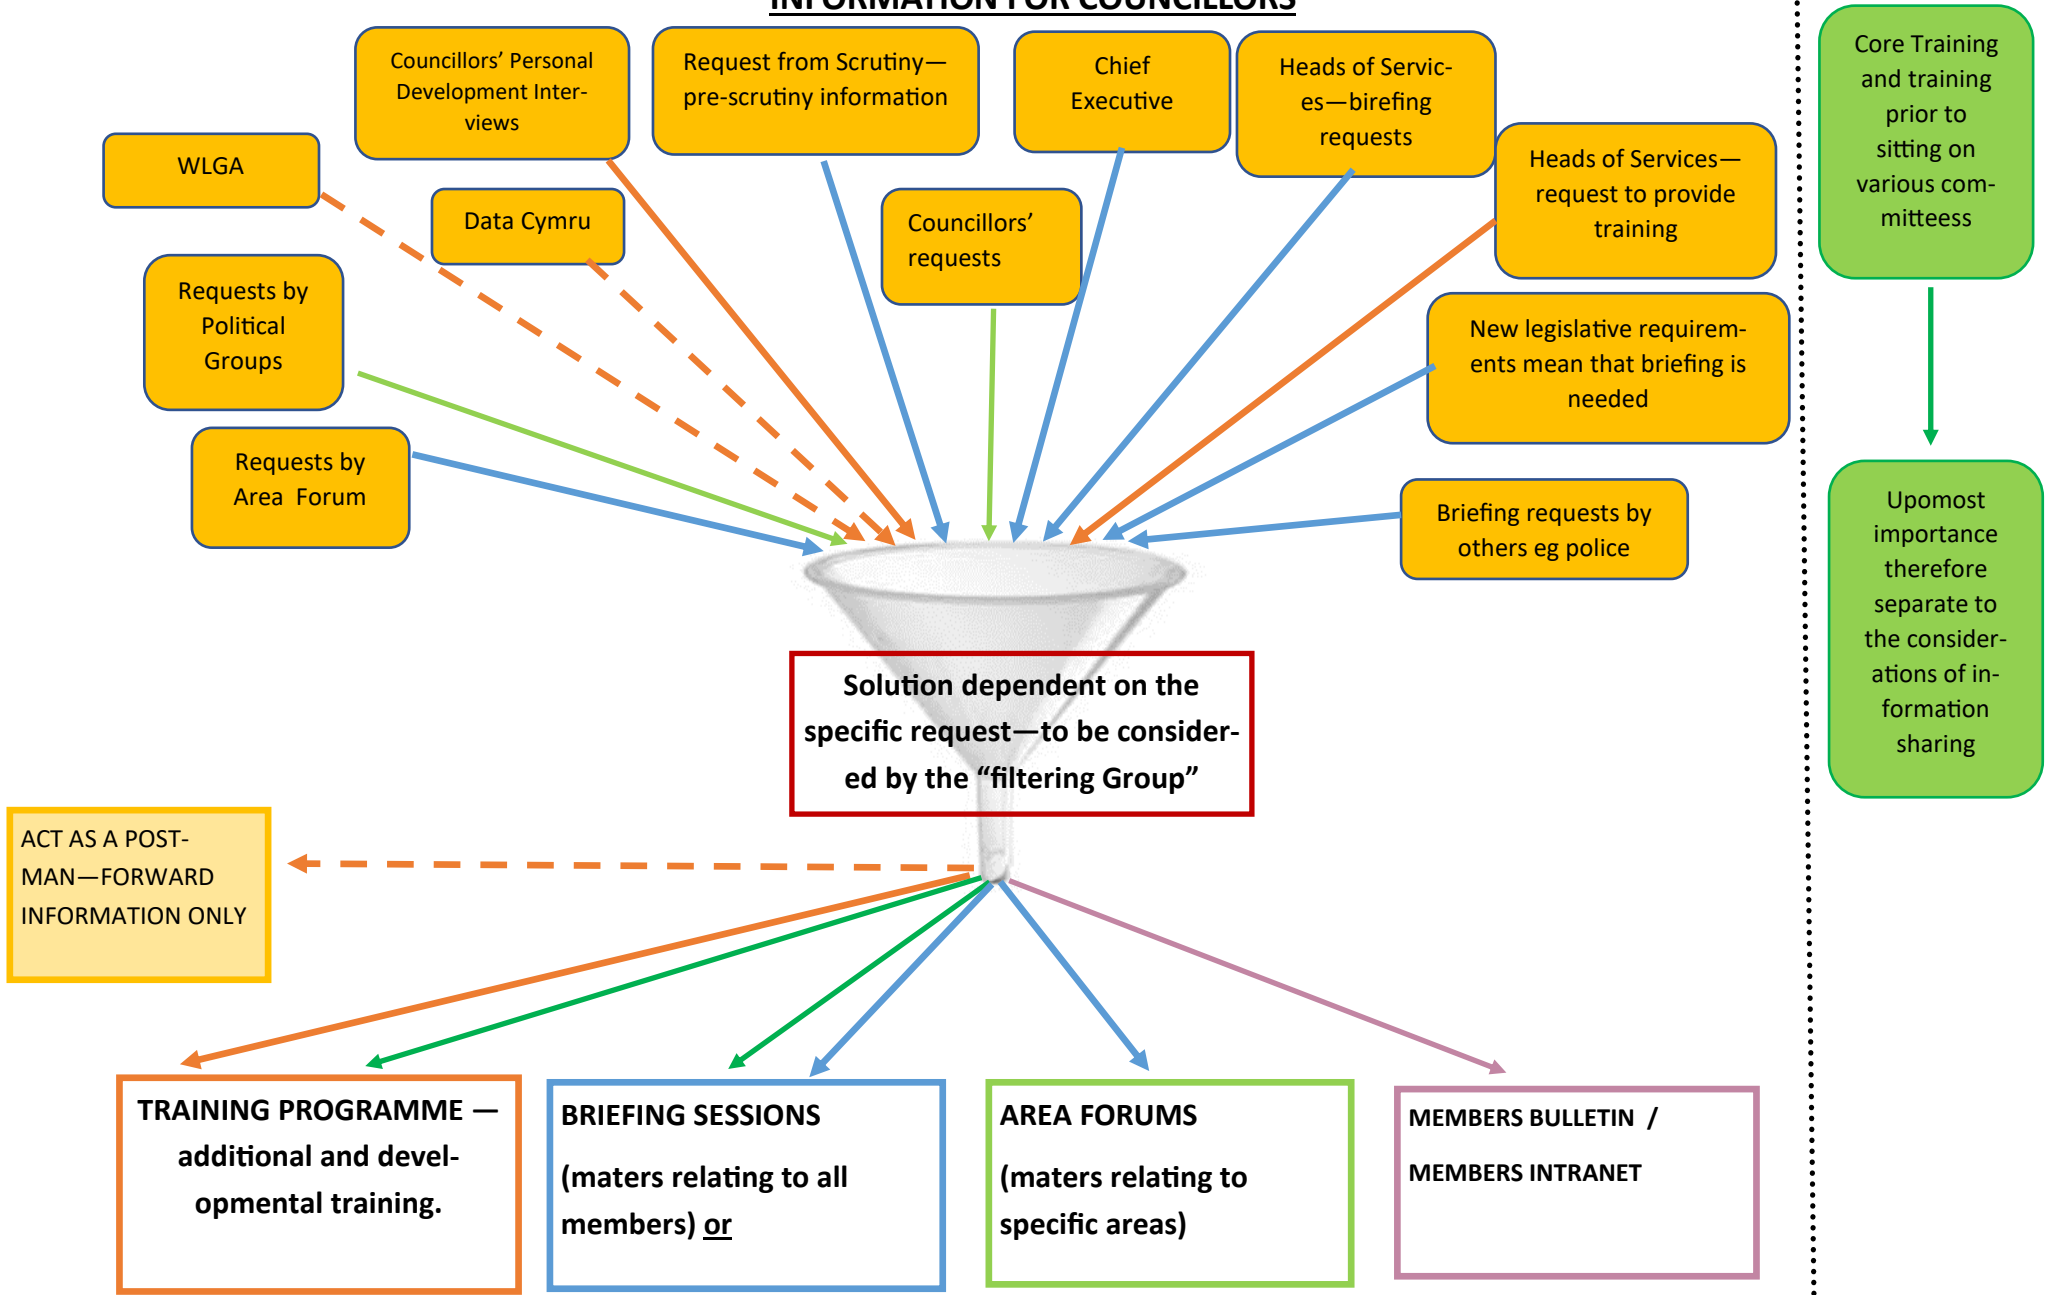 INFORMATION FOR COUNCILLORS
Councillors’ Personal
Development Inter-
views
Request from Scrutiny—
pre-scrutiny information
Chief
Executive
Heads of Servic-
es—birefing
requests
Heads of Services—
request to provide
training
WLGA
Data Cymru
Councillors’
requests
Requests by
Political
Groups
New legislative requirem-
ents mean that briefing is
needed
Requests by
Area  Forum
Briefing requests by
others eg police
Solution dependent on the
specific request—to be consider-
ed by the “filtering Group”
ACT AS A POST-
MAN—FORWARD
INFORMATION ONLY
TRAINING PROGRAMME —
additional and devel-
opmental training.
BRIEFING SESSIONS
(maters relating to all
members) or
AREA FORUMS
(maters relating to
specific areas)
MEMBERS BULLETIN  /
MEMBERS INTRANET
Core Training
and training
prior to
sitting on
various com-
mitteess
Upomost
importance
therefore
separate to
the consider-
ations of in-
formation
sharing